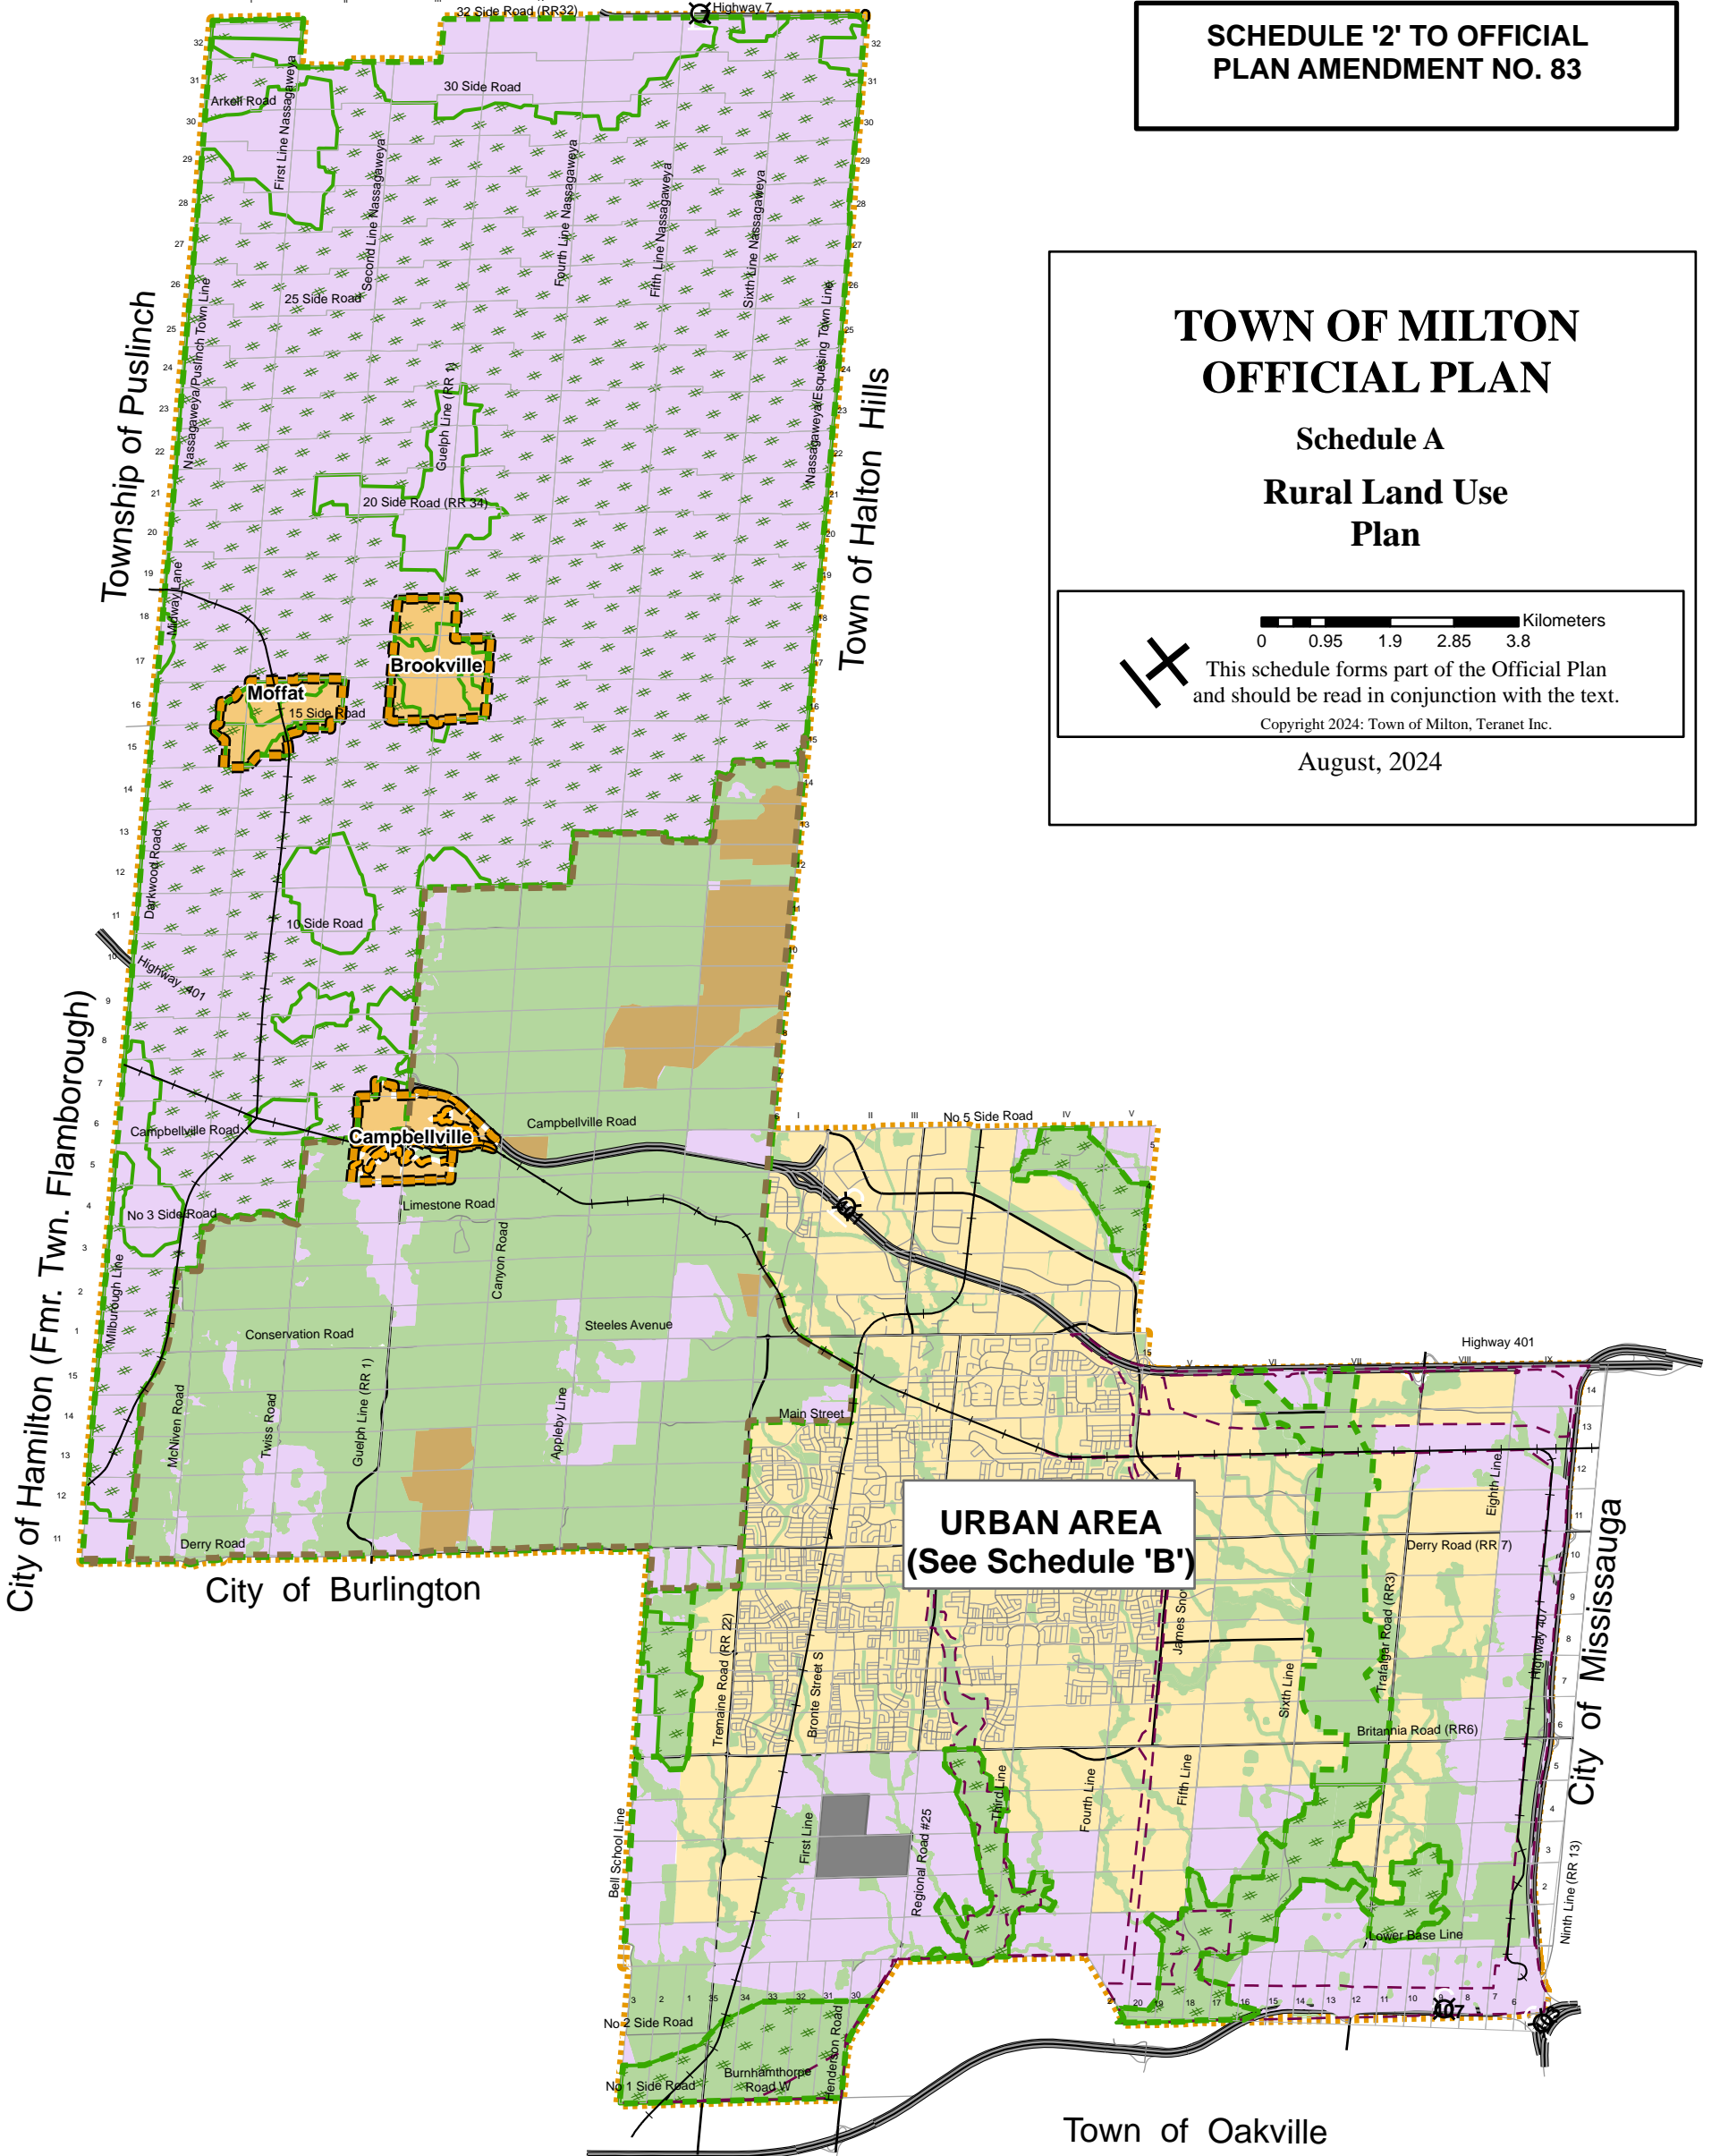 SCHEDULE '2' TO OFFICIAL
PLAN AMENDMENT NO. 83
TOWN OF MILTON
OFFICIAL PLAN
Schedule A
Rural Land Use
Plan
Kilometers
0 0.95 1.9 2.85 3.8
This schedule forms part of the Official Plan
and should be read in conjunction with the text.
Copyright 2024: Town of Milton, Teranet Inc.
August, 2024
32 Side Road (RR32)
Highway 7
30 Side Road
Arkell Road
First Line Nassagaweya
Second Line Nassagaweya
Fourth Line Nassagaweya
Fifth Line Nassagaweya
Sixth Line Nassagaweya
Nassagaweya/Puslinch Town Line
Nassagaweya/Esquesing Town Line
25 Side Road
Guelph Line (RR 1)
20 Side Road (RR 34)
Township of Puslinch
Town of Halton Hills
Midway Lane
Brookville
Moffat
15 Side Road
Darkwood Road
10 Side Road
Highway 401
City of Hamilton (Fmr. Twn. Flamborough)
Campbellville Road
Campbellville
Campbellville Road
No 5 Side Road
Limestone Road
No 3 Side Road
Canyon Road
Milburough Line
Conservation Road
Steeles Avenue
McNiven Road
Twiss Road
Guelph Line (RR 1)
Appleby Line
Main Street
Derry Road
City of Burlington
401
Highway 401
URBAN AREA
(See Schedule 'B')
Derry Road (RR 7)
Eighth Line
Trafalgar Road (RR3)
Highway 407
City of Mississauga
James Snow
Sixth Line
Britannia Road (RR6)
Tremaine Road (RR 22)
Bronte Street S
Bell School Line
First Line
Regional Road #25
Third Line
Fourth Line
Fifth Line
Ninth Line (RR 13)
Lower Base Line
407
No 2 Side Road
No 1 Side Road
Burnhamthorpe
Road W
Henderson Road
Town of Oakville